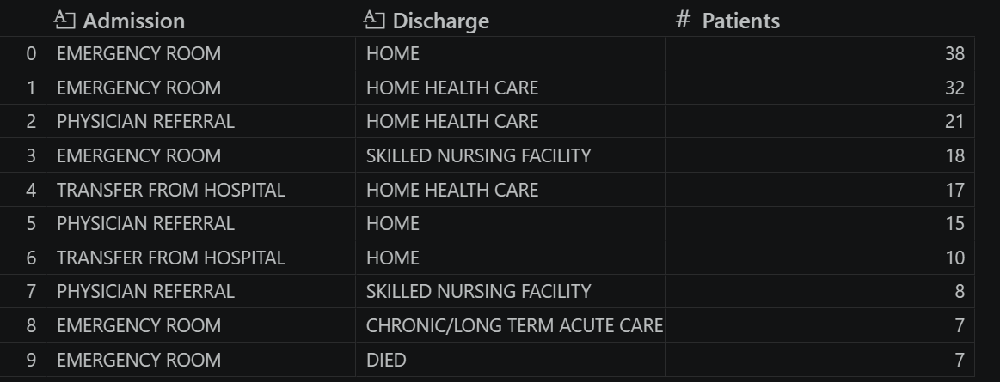 Admission Discharge # Patients
0 EMERGENCY ROOM HOME 38
1 EMERGENCY ROOM HOME HEALTH CARE 32
2 PHYSICIAN REFERRAL HOME HEALTH CARE 21
3 EMERGENCY ROOM SKILLED NURSING FACILITY 18
4 TRANSFER FROM HOSPITAL HOME HEALTH CARE 17
5 PHYSICIAN REFERRAL HOME 15
6 TRANSFER FROM HOSPITAL HOME 10
7 PHYSICIAN REFERRAL SKILLED NURSING FACILITY 8
8 EMERGENCY ROOM CHRONIC/LONG TERM ACUTE CARE 7
9 EMERGENCY ROOM DIED 7